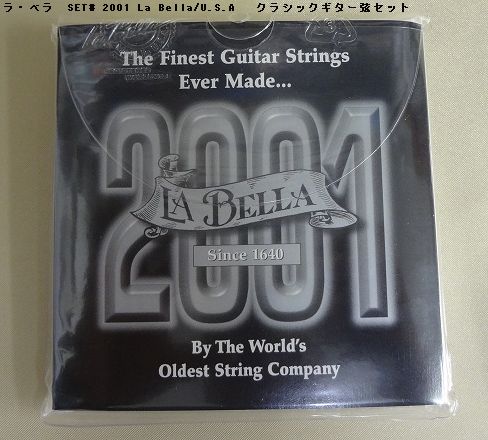 ラ・ベラ SET# 2001 La Bella/U.S.A クラシックギター弦セット
The Finest Guitar Strings
Ever Made...
2001
LA BELLA
Since 1640
By The World's
Oldest String Company